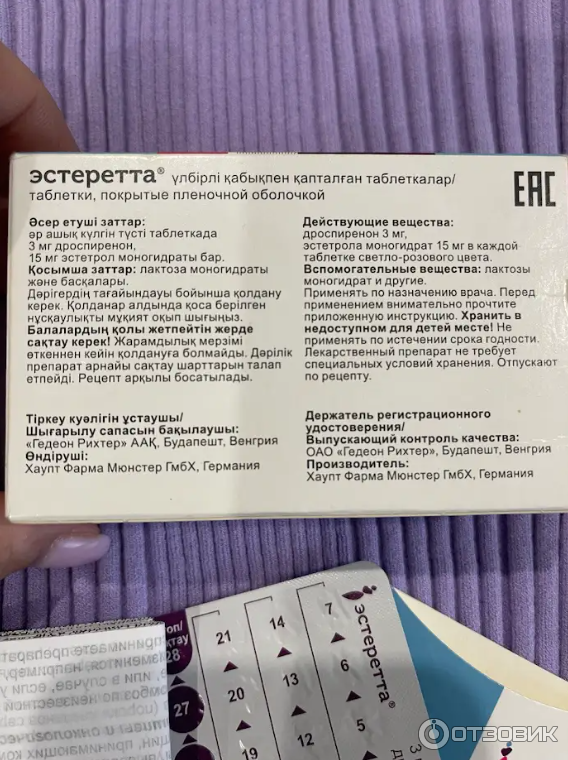 эстеретта® үлбірлі қабықпен қапталған таблеткалар/
таблетки, покрытые пленочной оболочкой
EAC
Әсер етуші заттар:
әр ашық күлгін түсті таблеткада
3 мг дроспиренон,
15 мг эстетрол моногидраты бар.
Қосымша заттар: лактоза моногидраты
және басқалары.
Дәрігердің тағайындауы бойынша қолдану
керек. Қолданар алдында қоса берілген
нұсқаулықты мұқият оқып шығыңыз.
Балалардың қолы жетпейтін жерде
сақтау керек! Жарамдылық мерзімі
өткеннен кейін қолдануға болмайды. Дәрілік
препарат арнайы сақтау шарттарын талап
етпейді. Рецепт арқылы босатылады.
Тіркеу куәлігін ұстаушы/
Шығарылу сапасын бақылаушы:
«Гедеон Рихтер» ААҚ, Будапешт, Венгрия
Өндіруші:
Хаупт Фарма Мюнстер ГмбХ, Германия
Действующие вещества:
дроспиренон 3 мг,
эстетрола моногидрат 15 мг в каждой
таблетке светло-розового цвета.
Вспомогательные вещества: лактозы
моногидрат и другие.
Применять по назначению врача. Перед
применением внимательно прочтите
приложенную инструкцию. Хранить в
недоступном для детей месте! Не
применять по истечении срока годности.
Лекарственный препарат не требует
специальных условий хранения. Отпускают
по рецепту.
Держатель регистрационного
удостоверения/
Выпускающий контроль качества:
ОАО «Гедеон Рихтер», Будапешт, Венгрия
Производитель:
Хаупт Фарма Мюнстер ГмбХ, Германия
эстеретта®
3 м
28 21 14 7
27 20 13 6
19 12 5
ОТЗОВИК